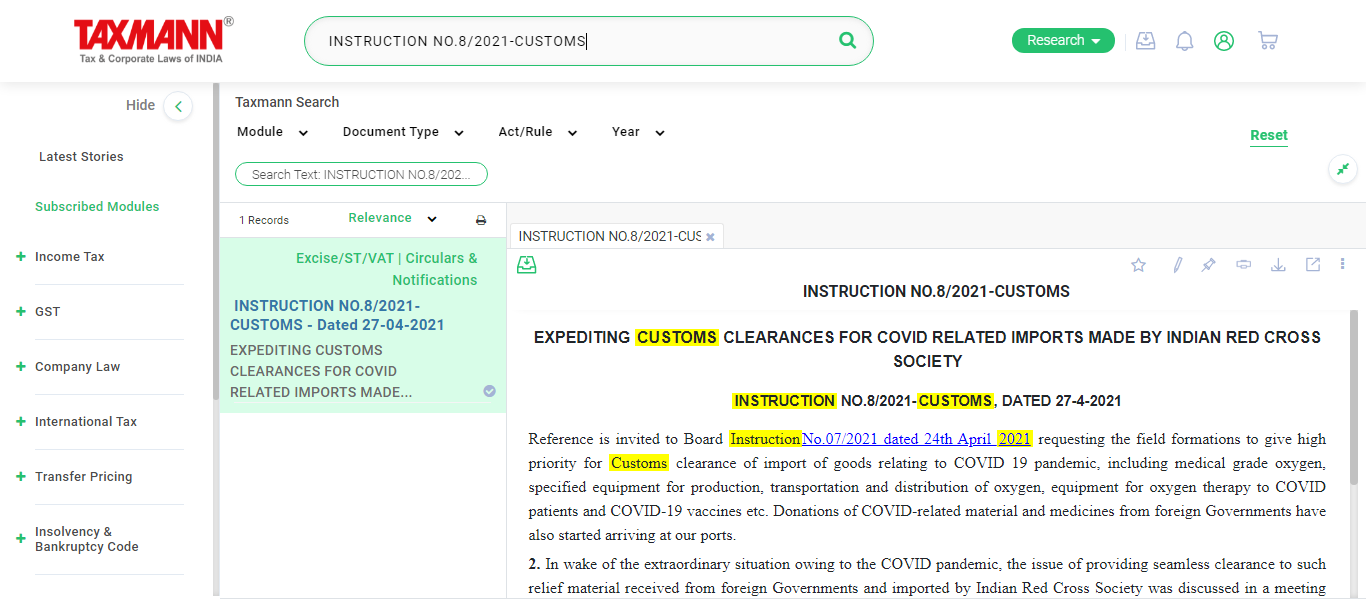 TAXMANN®
Tax & Corporate Laws of INDIA
INSTRUCTION NO.8/2021-CUSTOMS
Research
Hide
Latest Stories
Subscribed Modules
+ Income Tax
+ GST
+ Company Law
+ International Tax
+ Transfer Pricing
+ Insolvency &
Bankruptcy Code
Taxmann Search
Module Document Type Act/Rule Year
Reset
Search Text: INSTRUCTION NO.8/202...
1 Records Relevance
Excise/ST/VAT | Circulars &
Notifications
INSTRUCTION NO.8/2021-
CUSTOMS - Dated 27-04-2021
EXPEDITING CUSTOMS
CLEARANCES FOR COVID
RELATED IMPORTS MADE...
INSTRUCTION NO.8/2021-CUS
INSTRUCTION NO.8/2021-CUSTOMS
EXPEDITING CUSTOMS CLEARANCES FOR COVID RELATED IMPORTS MADE BY INDIAN RED CROSS
SOCIETY
INSTRUCTION NO.8/2021-CUSTOMS, DATED 27-4-2021
Reference is invited to Board Instruction No.07/2021 dated 24th April 2021 requesting the field formations to give high
priority for Customs clearance of import of goods relating to COVID 19 pandemic, including medical grade oxygen,
specified equipment for production, transportation and distribution of oxygen, equipment for oxygen therapy to COVID
patients and COVID-19 vaccines etc. Donations of COVID-related material and medicines from foreign Governments have
also started arriving at our ports.
2. In wake of the extraordinary situation owing to the COVID pandemic, the issue of providing seamless clearance to such
relief material received from foreign Governments and imported by Indian Red Cross Society was discussed in a meeting